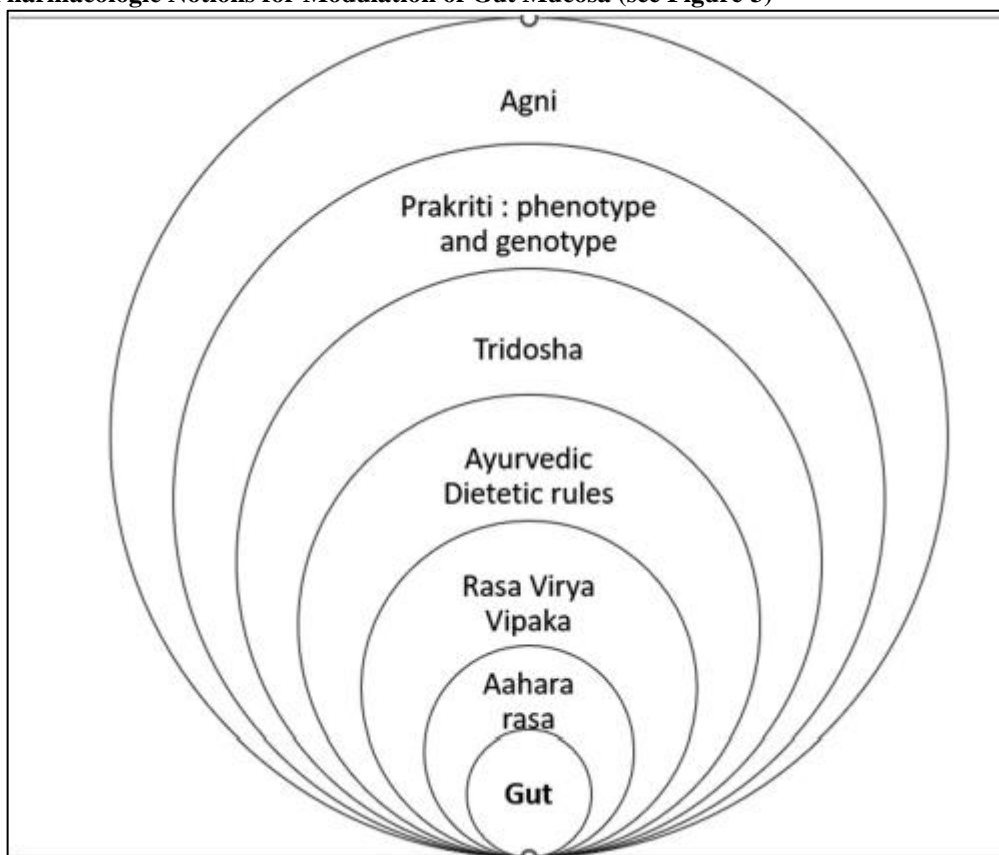 Pharmacologic Notions for Modulation of Gut Mucosa (see Figure 3)
Agni
Prakriti : phenotype
and genotype
Tridosha
Ayurvedic
Dietetic rules
Rasa Virya
Vipaka
Aahara
rasa
Gut